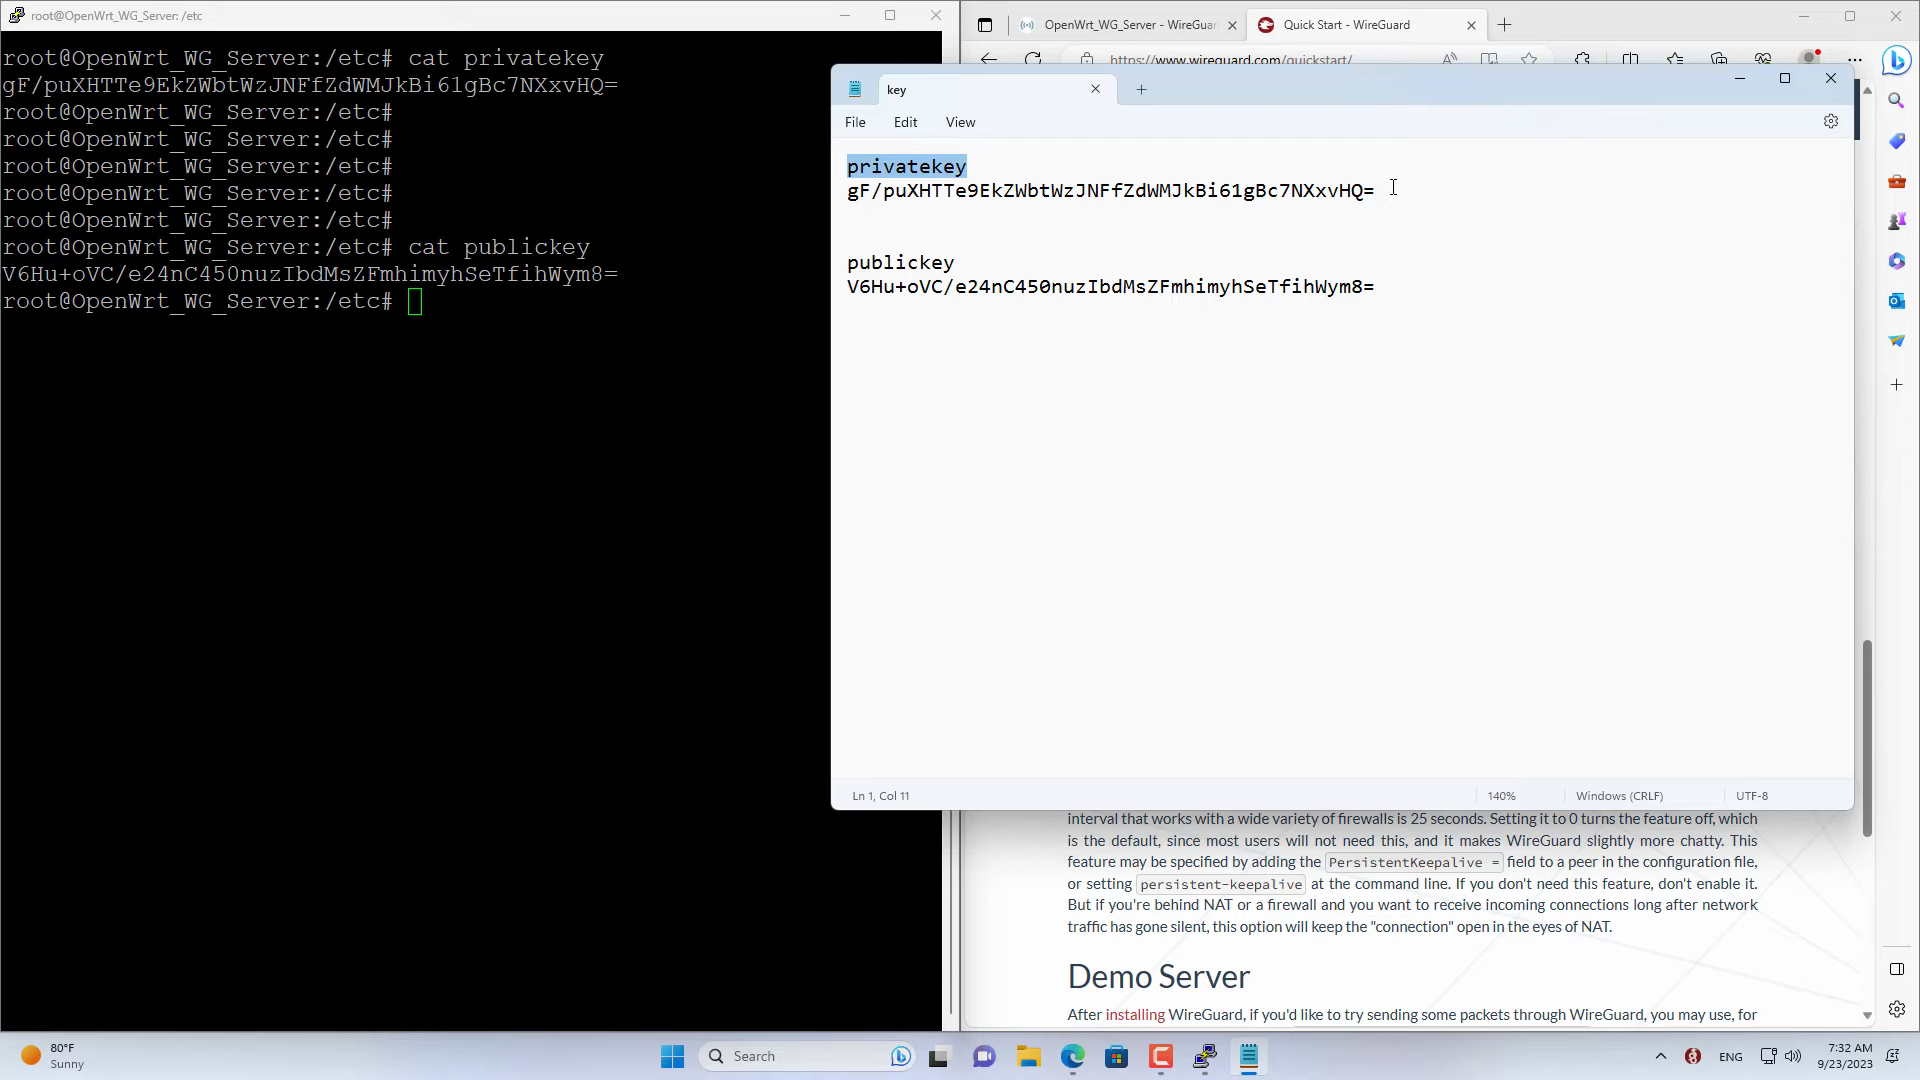 root@OpenWrt_WG_Server: /etc
root@OpenWrt_WG_Server:/etc# cat privatekey
gF/puXHTTe9EkZWbtWzJNFfZdWMJkBi61gBc7NXxvHQ=
root@OpenWrt_WG_Server:/etc#
root@OpenWrt_WG_Server:/etc#
root@OpenWrt_WG_Server:/etc#
root@OpenWrt_WG_Server:/etc#
root@OpenWrt_WG_Server:/etc#
root@OpenWrt_WG_Server:/etc# cat publickey
V6Hu+oVC/e24nC450nuzIbdMsZFmhimyhSeTfihWym8=
root@OpenWrt_WG_Server:/etc#
OpenWrt_WG_Server - WireGuar
Quick Start - WireGuard
https://www.wireguard.com/quickstart/
key
File Edit View
privatekey
gF/puXHTTe9EkZWbtWzJNFfZdWMJkBi61gBc7NXxvHQ=
publickey
V6Hu+oVC/e24nC450nuzIbdMsZFmhimyhSeTfihWym8=
Ln 1, Col 11
140%
Windows (CRLF)
UTF-8
interval that works with a wide variety of firewalls is 25 seconds. Setting it to 0 turns the feature off, which
is the default, since most users will not need this, and it makes WireGuard slightly more chatty. This
feature may be specified by adding the PersistentKeepalive = field to a peer in the configuration file,
or setting persistent-keepalive at the command line. If you don't need this feature, don't enable it.
But if you're behind NAT or a firewall and you want to receive incoming connections long after network
traffic has gone silent, this option will keep the "connection" open in the eyes of NAT.
Demo Server
After installing WireGuard, if you'd like to try sending some packets through WireGuard, you may use, for
80°F
Sunny
Search
ENG
7:32 AM
9/23/2023